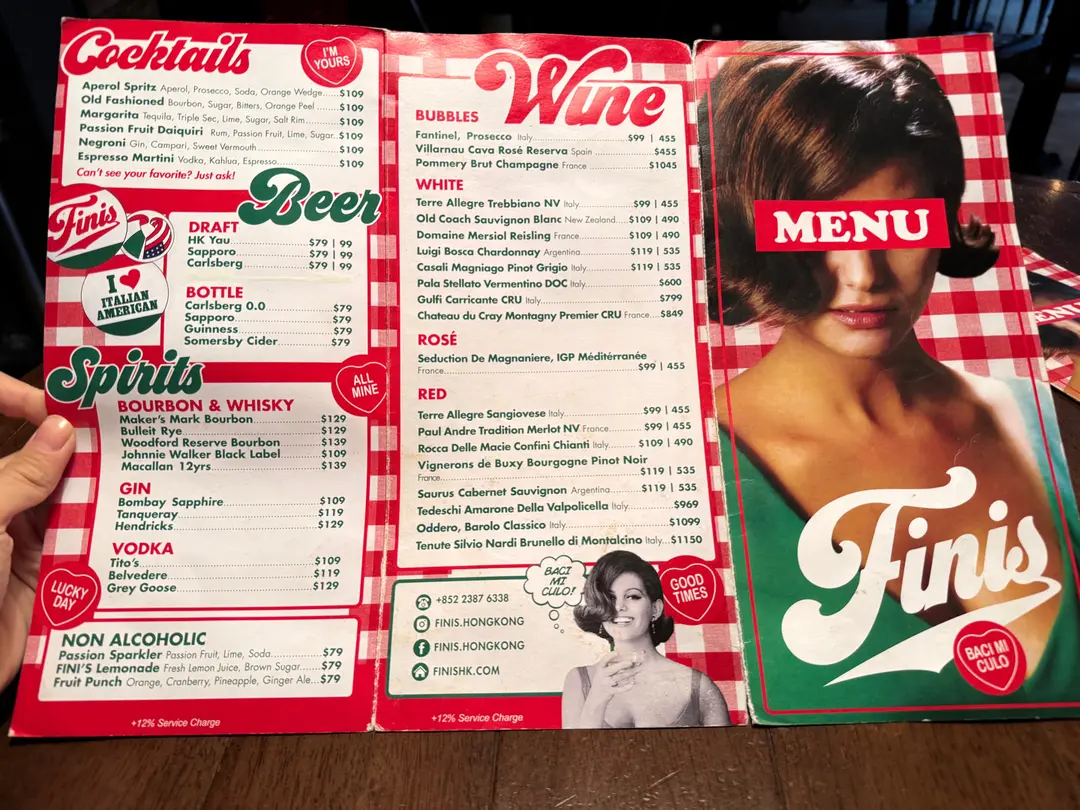 Cocktails
I'M YOURS
Aperol Spritz Aperol, Prosecco, Soda, Orange Wedge.....$109
Old Fashioned Bourbon, Sugar, Bitters, Orange Peel .......$109
Margarita Tequila, Triple Sec, Lime, Sugar, Salt Rim..........$109
Passion Fruit Daiquiri Rum, Passion Fruit, Lime, Sugar..$109
Negroni Gin, Campari, Sweet Vermouth..........$109
Espresso Martini Vodka, Kahlua, Espresso..........$109
Can't see your favorite? Just ask!
Beer
Finis
I ♥
ITALIAN
AMERICAN
DRAFT
HK Yau..........$79 | 99
Sapporo..........$79 | 99
Carlsberg..........$79 | 99
BOTTLE
Carlsberg 0.0..........$79
Sapporo..........$79
Guinness..........$79
Somersby Cider..........$79
Spirits
ALL
MINE
BOURBON & WHISKY
Maker's Mark Bourbon..........$129
Bulleit Rye..........$129
Woodford Reserve Bourbon..........$139
Johnnie Walker Black Label..........$109
Macallan 12yrs..........$139
GIN
Bombay Sapphire..........$109
Tanqueray..........$119
Hendricks..........$129
VODKA
Tito's..........$109
Belvedere..........$119
Grey Goose..........$129
LUCKY
DAY
NON ALCOHOLIC
Passion Sparkler Passion Fruit, Lime, Soda..........$79
FINI'S Lemonade Fresh Lemon Juice, Brown Sugar.......$79
Fruit Punch Orange, Cranberry, Pineapple, Ginger Ale...$79
+12% Service Charge
Wine
BUBBLES
Fantinel, Prosecco Italy..........$99 | 455
Villarnau Cava Rosé Reserva Spain ..........$455
Pommery Brut Champagne France ..........$1045
WHITE
Terre Allegre Trebbiano NV Italy..........$99 | 455
Old Coach Sauvignon Blanc New Zealand....$109 | 490
Domaine Mersiol Reisling France..........$109 | 490
Luigi Bosca Chardonnay Argentina..........$119 | 535
Casali Magniago Pinot Grigio Italy..........$119 | 535
Pala Stellato Vermentino DOC Italy..........$600
Gulfi Carricante CRU Italy..........$799
Chateau du Cray Montagny Premier CRU France....$849
ROSÉ
Seduction De Magnaniere, IGP Méditérranée
France..........$99 | 455
RED
Terre Allegre Sangiovese Italy..........$99 | 455
Paul Andre Tradition Merlot NV France..........$99 | 455
Rocca Delle Macie Confini Chianti Italy.......$109 | 490
Vignerons de Buxy Bourgogne Pinot Noir
France..........$119 | 535
Saurus Cabernet Sauvignon Argentina.......$119 | 535
Tedeschi Amarone Della Valpolicella Italy..........$969
Oddero, Barolo Classico Italy..........$1099
Tenute Silvio Nardi Brunello di Montalcino Italy...$1150
+852 2387 6338
FINIS.HONGKONG
FINIS.HONGKONG
FINISHK.COM
BACI
MI
CULO!
GOOD
TIMES
+12% Service Charge
MENU
Finis
BACI MI
CULO